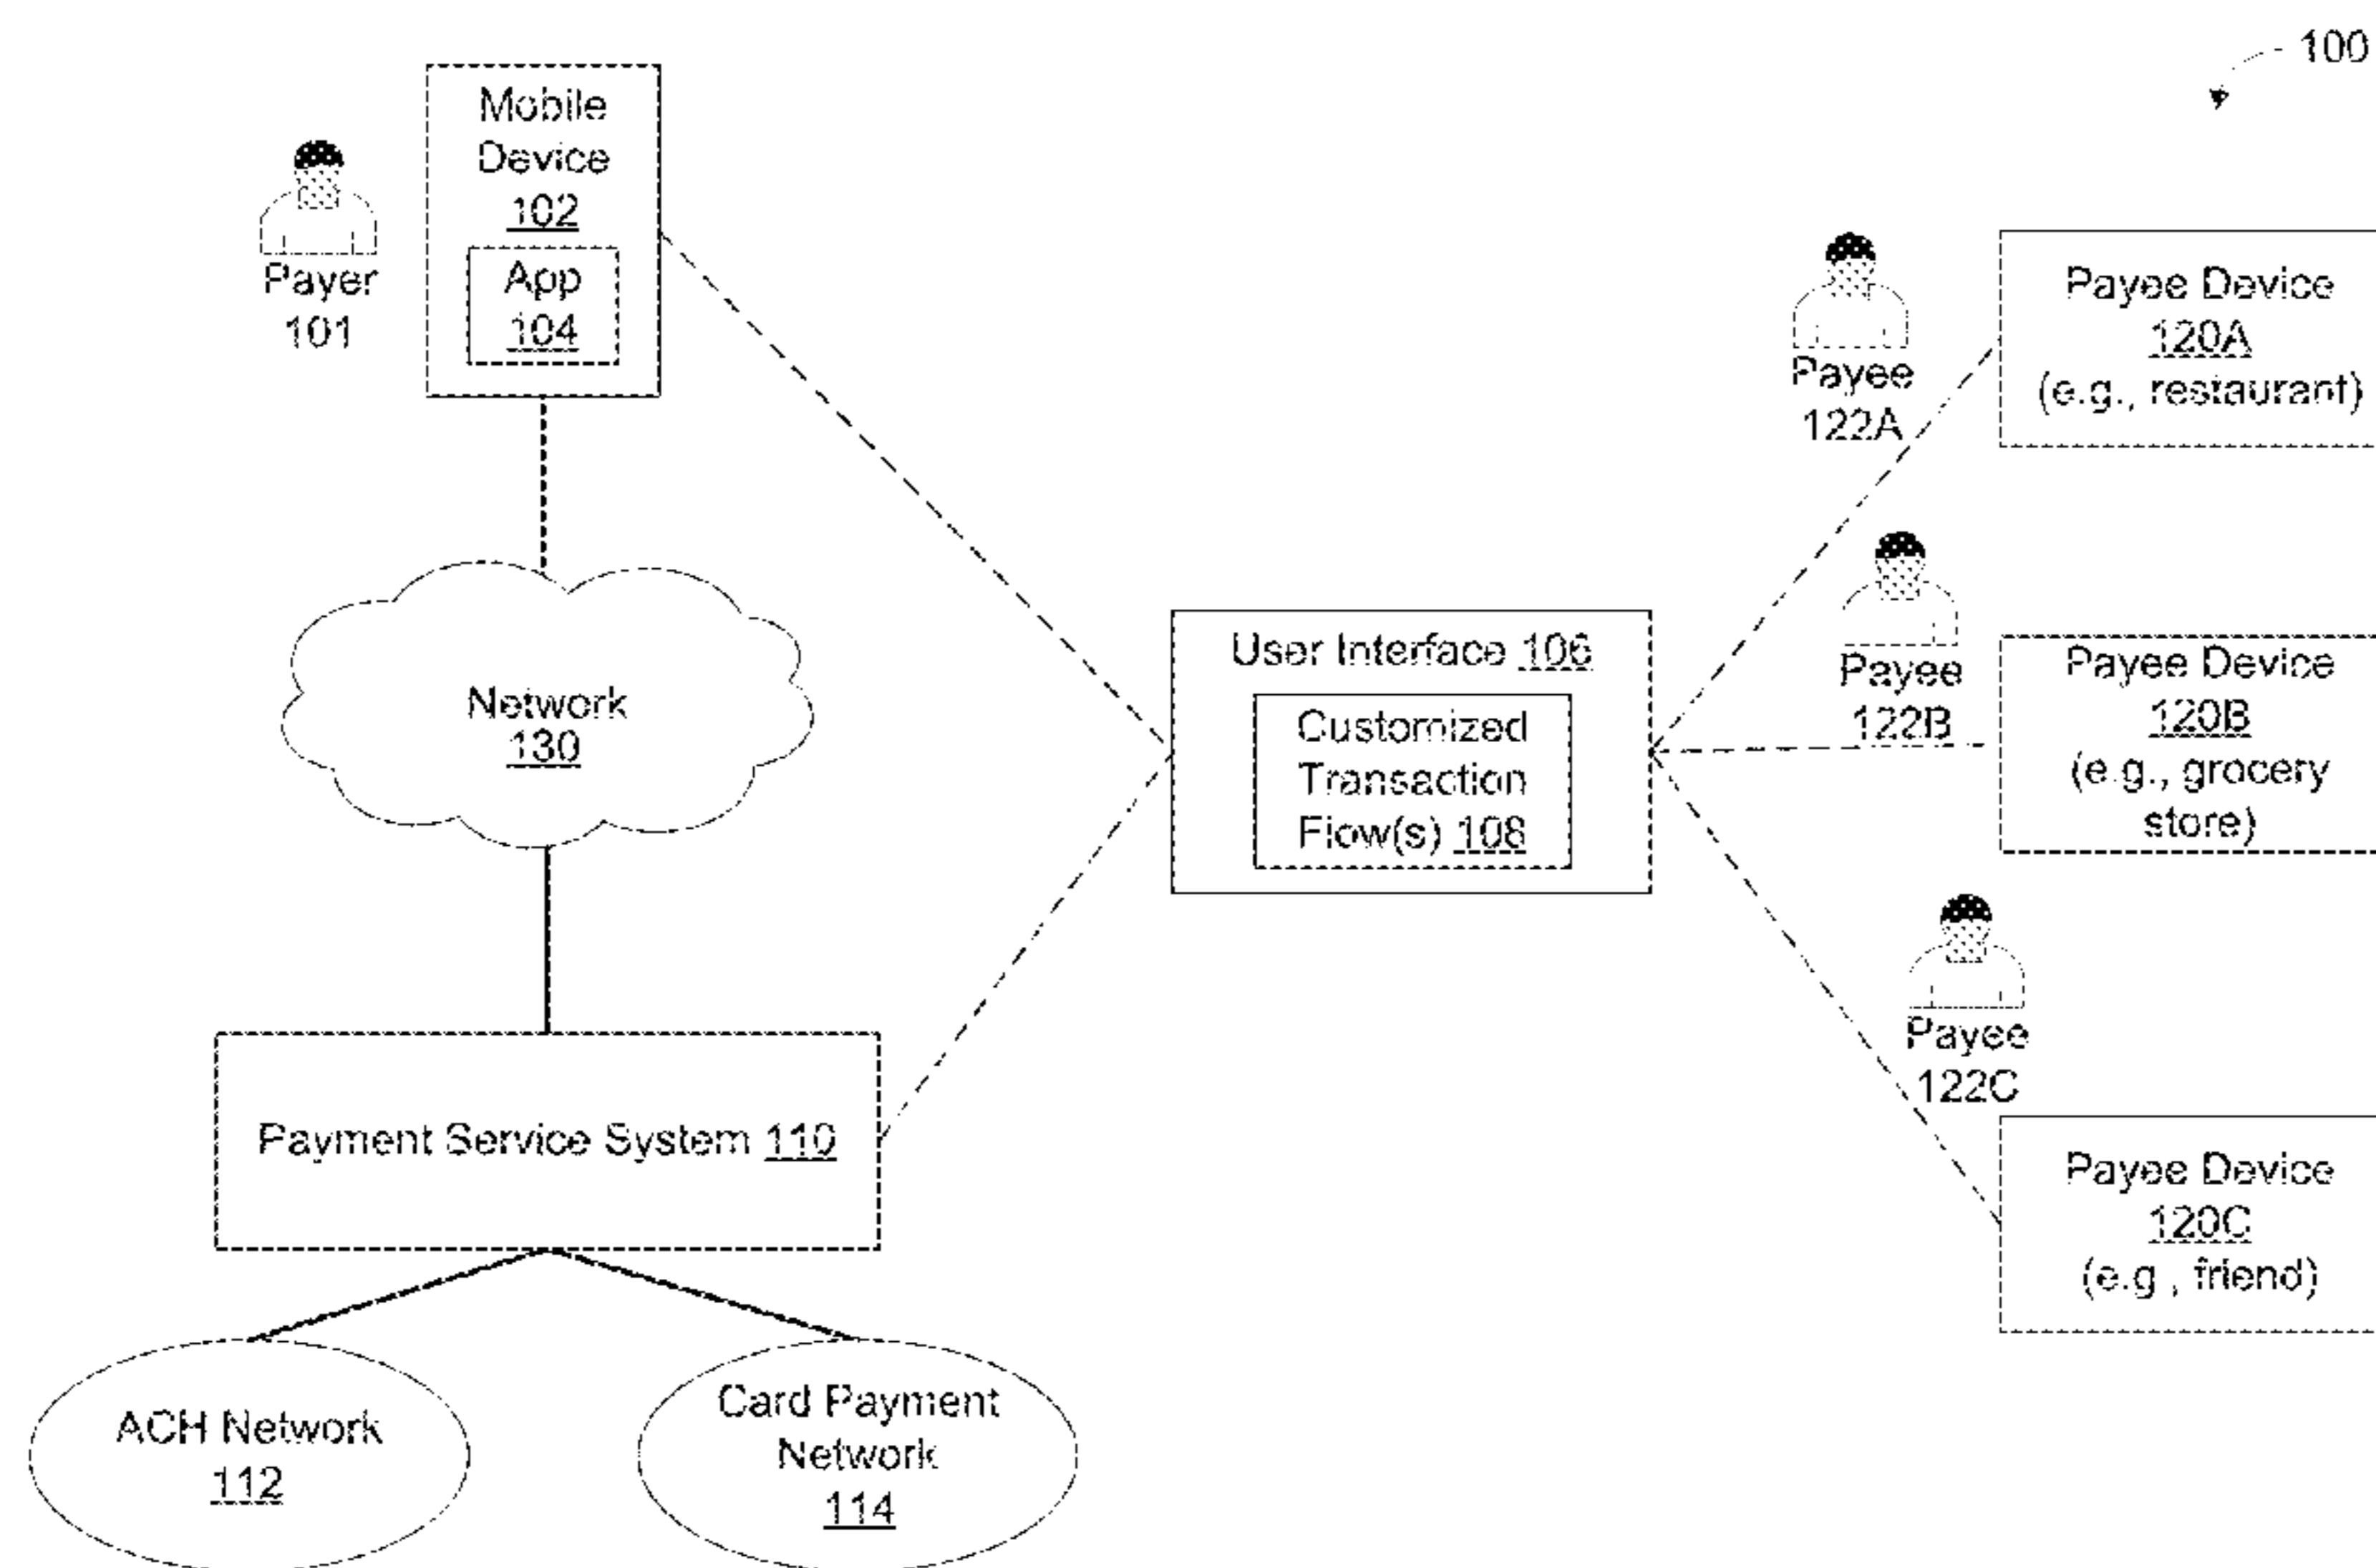 100
Mobile
Device
102
App
104
Payer
101
Payee Device
120A
(e.g., restaurant)
Payee
122A
Network
130
User Interface 106
Customized
Transaction
Flow(s) 108
Payee
122B
Payee Device
120B
(e.g., grocery
store)
Payee
122C
Payment Service System 110
Payee Device
120C
(e.g , friend)
ACH Network
112
Card Payment
Network
114